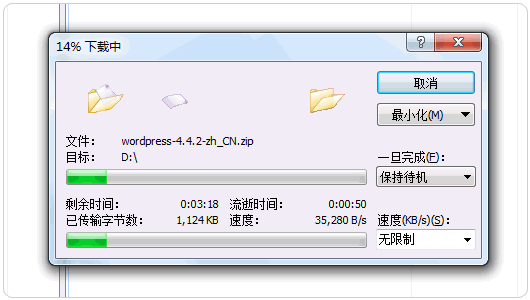 14% 下载中
取消
最小化(M)
文件: wordpress-4.4.2-zh_CN.zip
目标: D:\
一旦完成(F):
保持待机
剩余时间: 0:03:18 流逝时间: 0:00:50
已传输字节数: 1,124 KB 速度: 35,280 B/s
速度(KB/s)(S):
无限制